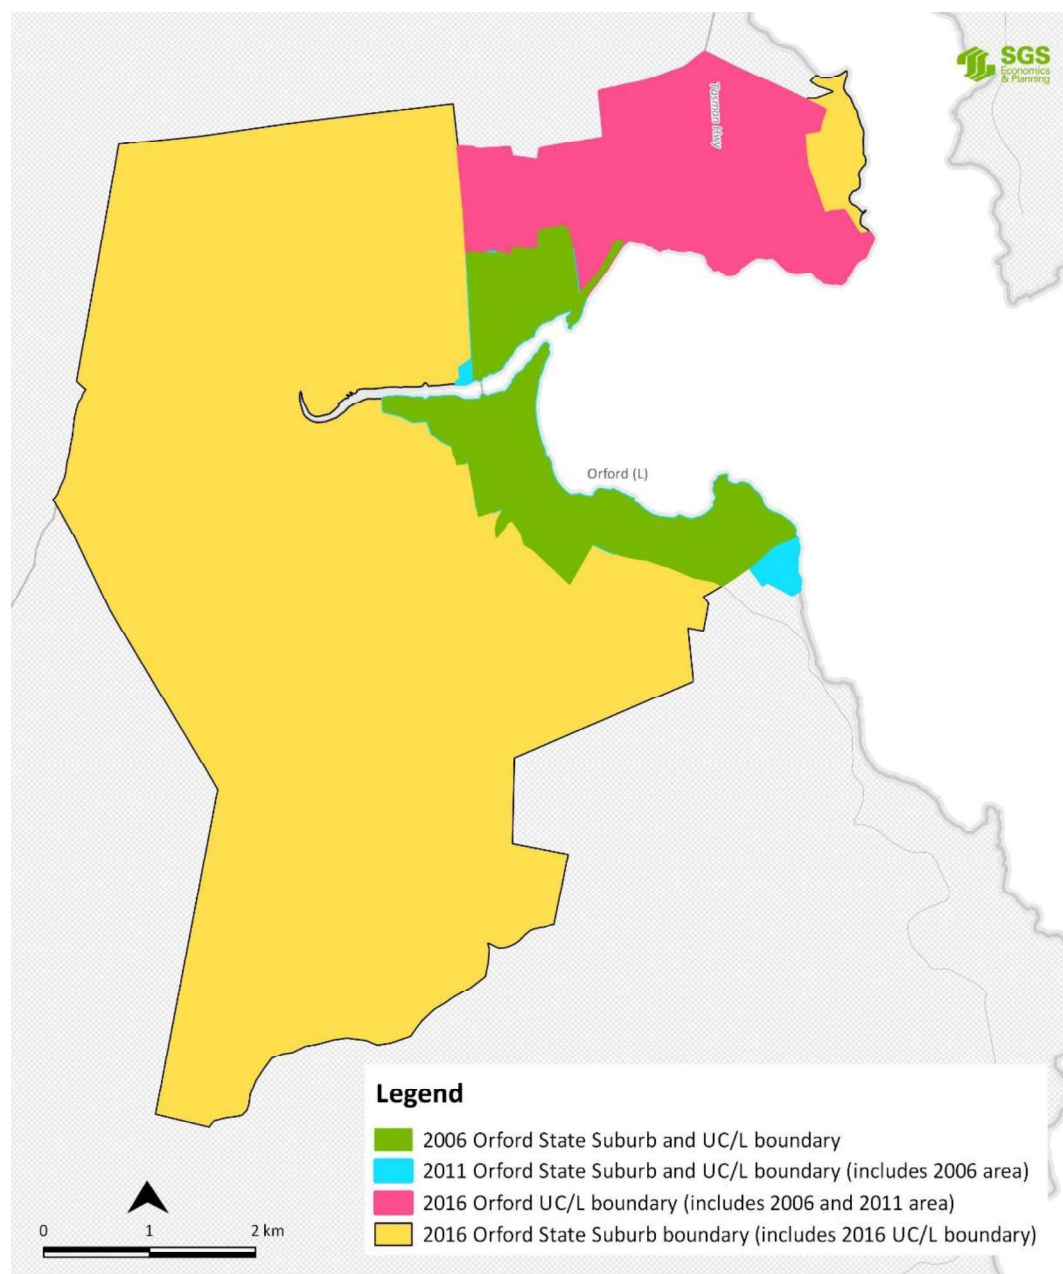 SGS
Economics
& Planning
Tasman Hwy
Orford (L)
Legend
2006 Orford State Suburb and UC/L boundary
2011 Orford State Suburb and UC/L boundary (includes 2006 area)
2016 Orford UC/L boundary (includes 2006 and 2011 area)
2016 Orford State Suburb boundary (includes 2016 UC/L boundary)
0 1 2 km